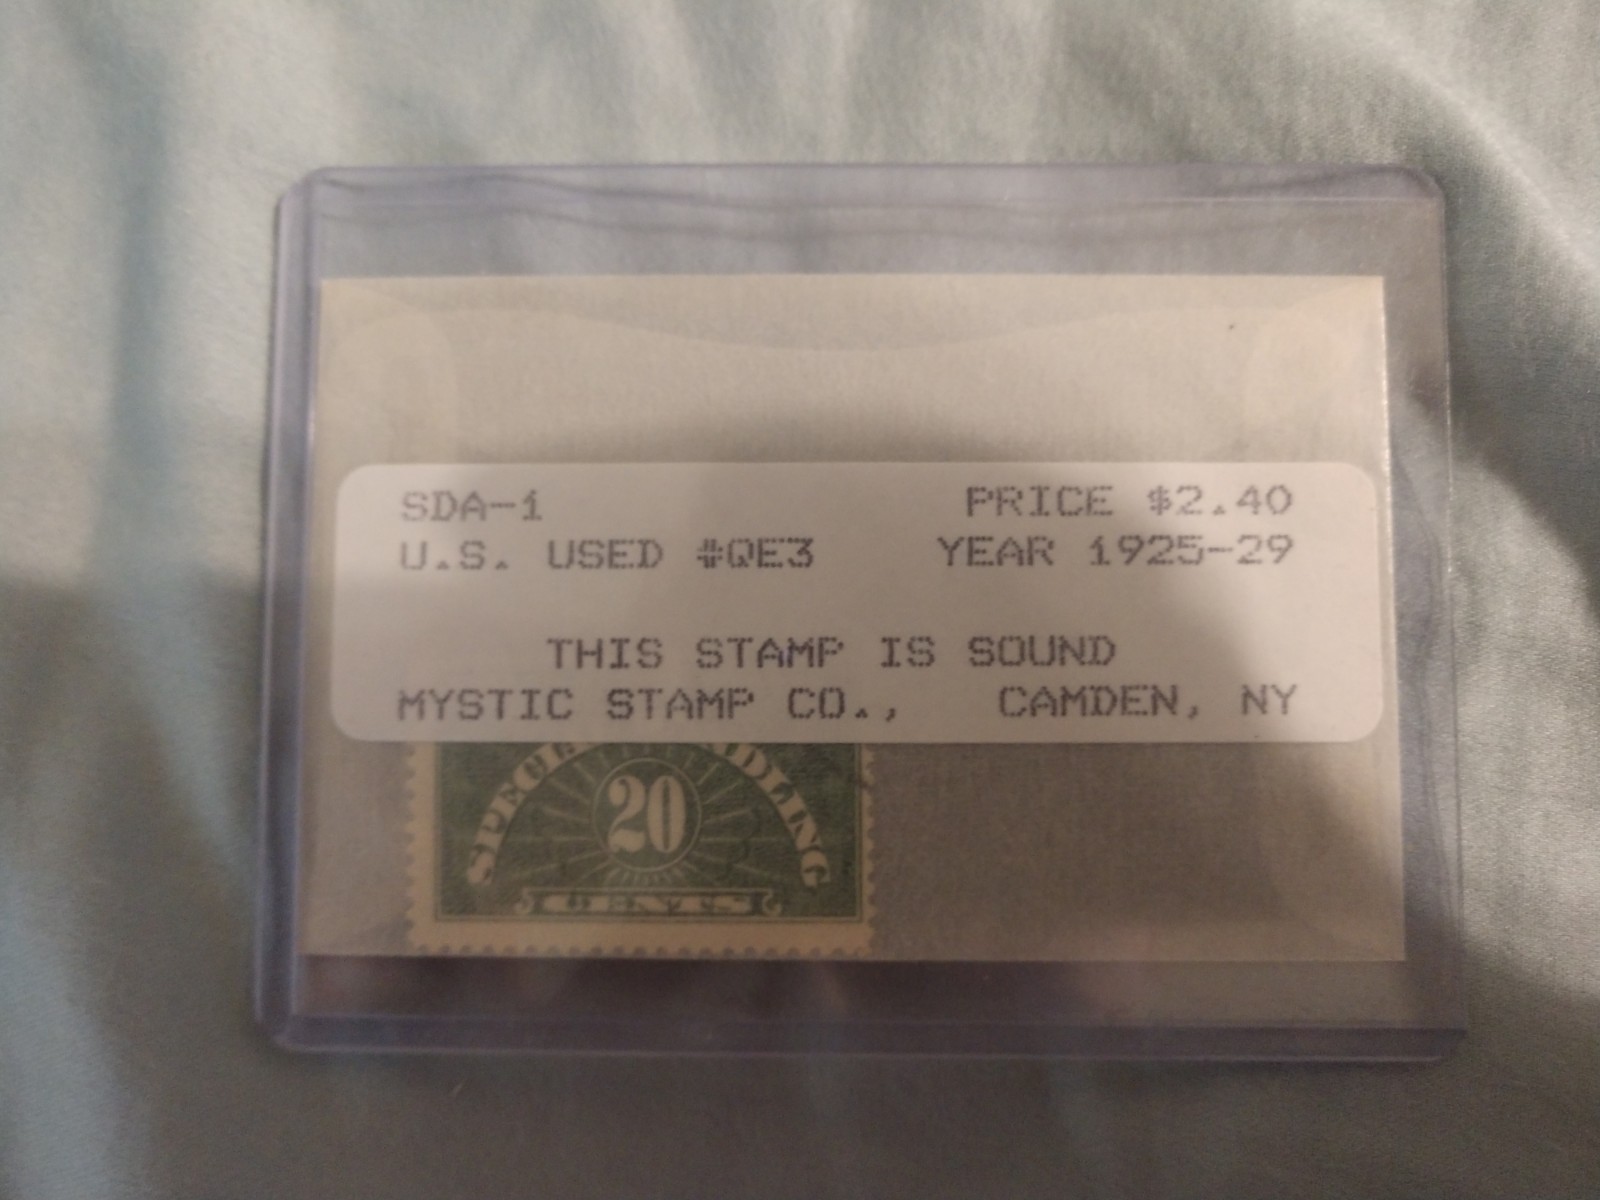 SDA-1 PRICE $2.40
U.S. USED #QE3 YEAR 1925-29
THIS STAMP IS SOUND
MYSTIC STAMP CO., CAMDEN, NY
20
CENTS